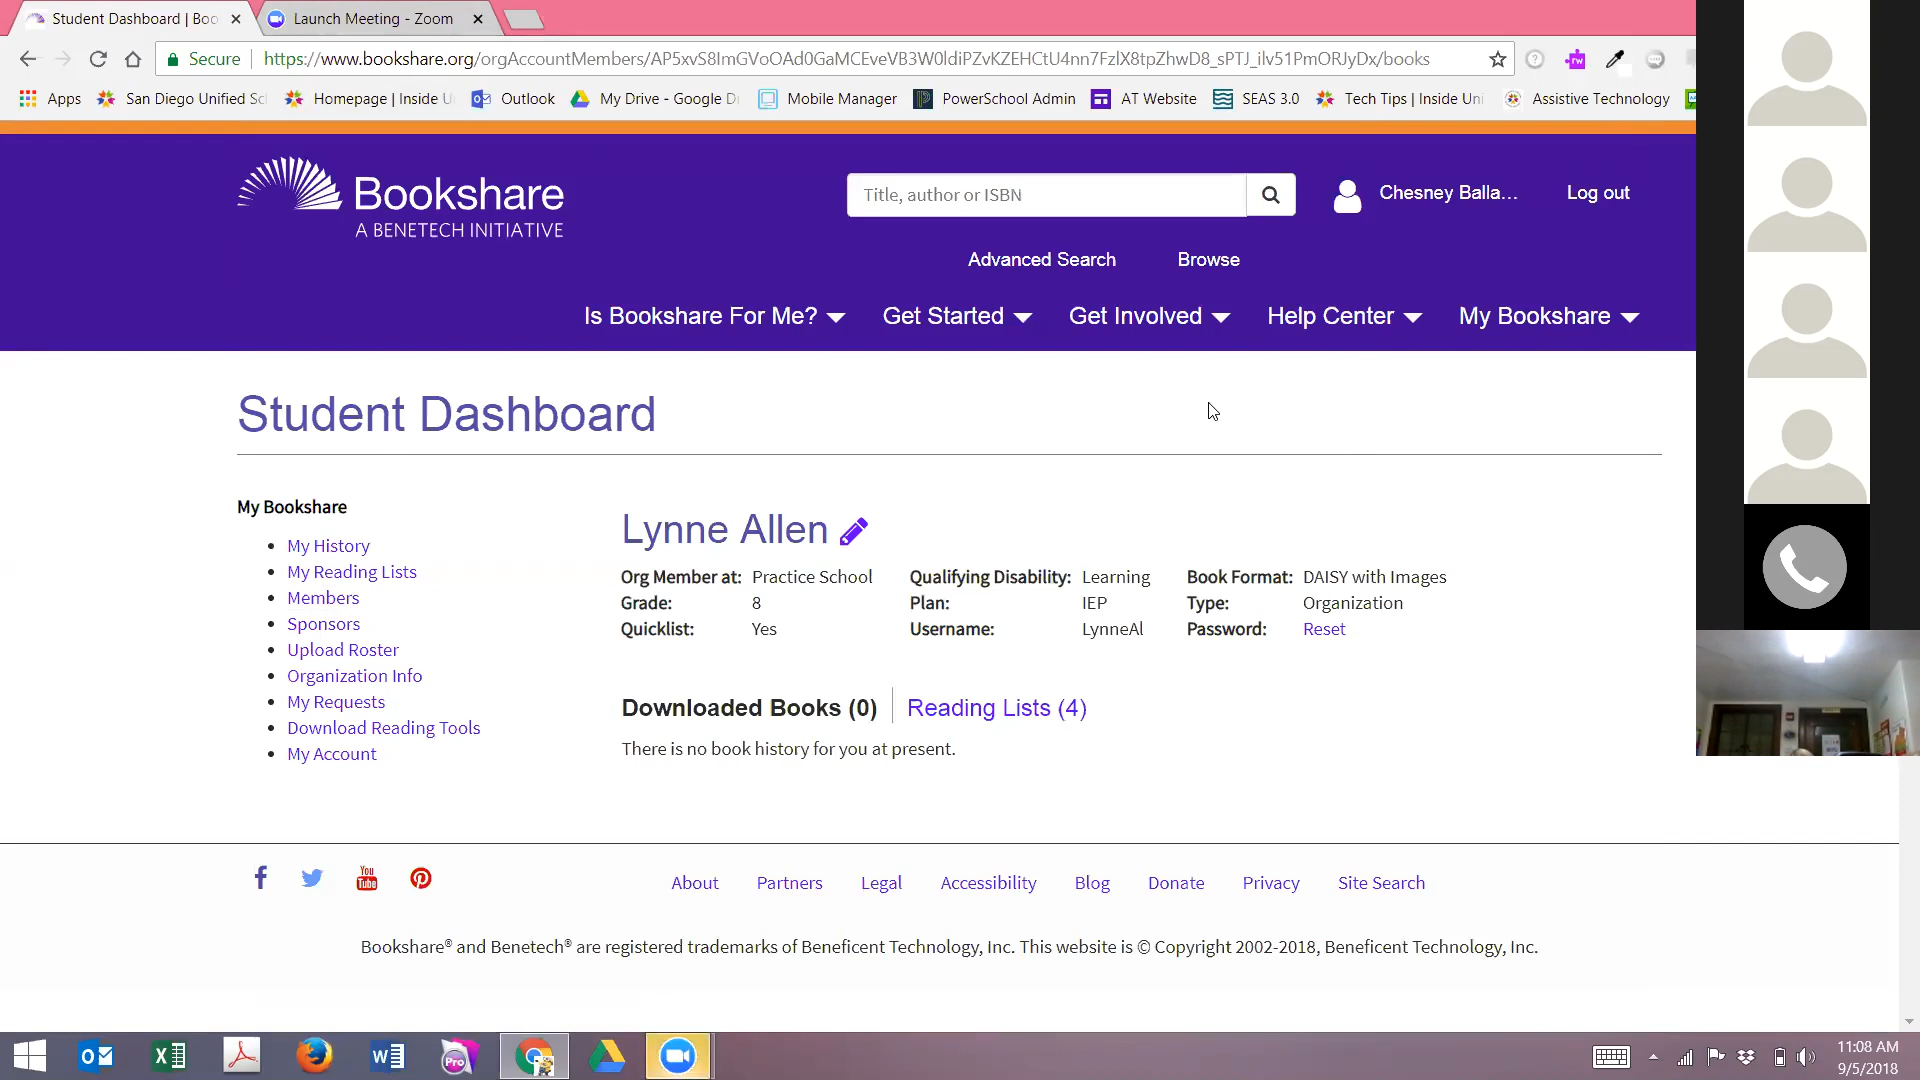 Student Dashboard | Boo
Launch Meeting - Zoom
Secure https://www.bookshare.org/orgAccountMembers/AP5xvS8ImGVoOAd0GaMCEveVB3W0ldiPZvKZEHCtU4nn7FzlX8tpZhwD8_sPTJ_ilv51PmORJyDx/books
Apps San Diego Unified Sc Homepage | Inside U Outlook My Drive - Google D Mobile Manager PowerSchool Admin AT Website SEAS 3.0 Tech Tips | Inside Uni Assistive Technology
Bookshare
A BENETECH INITIATIVE
Title, author or ISBN
Chesney Balla...
Log out
Advanced Search Browse
Is Bookshare For Me? Get Started Get Involved Help Center My Bookshare
Student Dashboard
My Bookshare
My History
My Reading Lists
Members
Sponsors
Upload Roster
Organization Info
My Requests
Download Reading Tools
My Account
Lynne Allen
Org Member at: Practice School Qualifying Disability: Learning Book Format: DAISY with Images
Grade: 8 Plan: IEP Type: Organization
Quicklist: Yes Username: LynneAl Password: Reset
Downloaded Books (0) Reading Lists (4)
There is no book history for you at present.
You Tube
About Partners Legal Accessibility Blog Donate Privacy Site Search
Bookshare® and Benetech® are registered trademarks of Beneficent Technology, Inc. This website is © Copyright 2002-2018, Beneficent Technology, Inc.
Pro
11:08 AM
9/5/2018